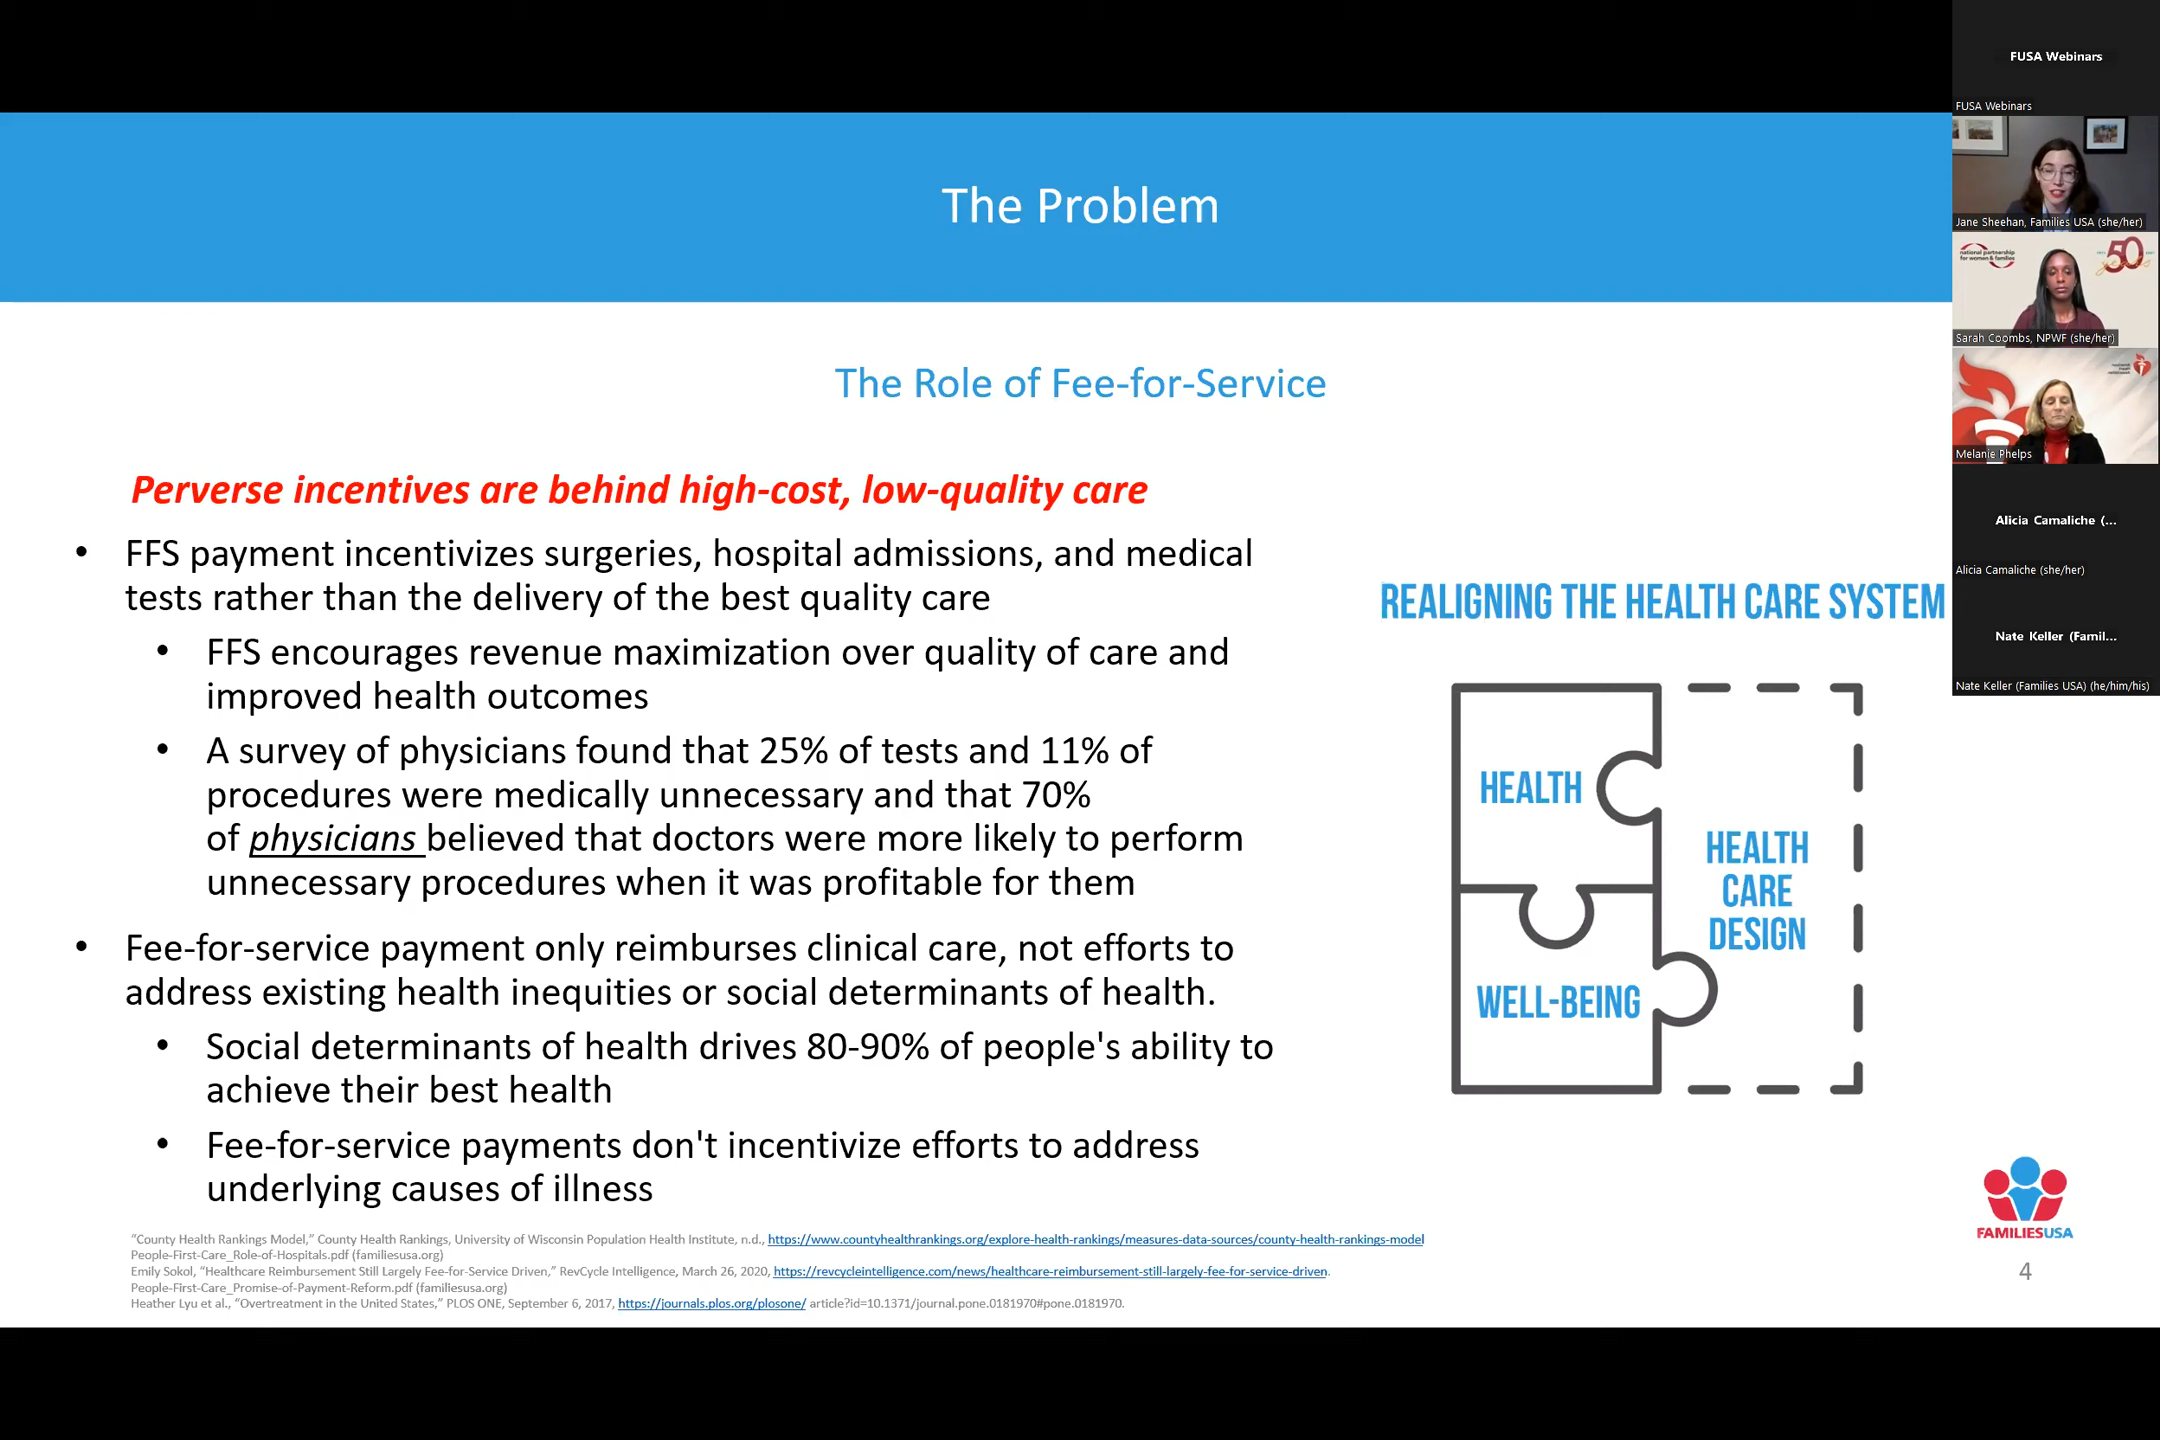 FUSA Webinars
FUSA Webinars
Jane Sheehan, Families USA (she/her)
national partnership
for women & families
50
years
Sarah Coombs, NPWF (she/her)
Melanie Phelps
Alicia Camaliche (...
Alicia Camaliche (she/her)
Nate Keller (Famil...
Nate Keller (Families USA) (he/him/his)
The Problem
The Role of Fee-for-Service
Perverse incentives are behind high-cost, low-quality care
• FFS payment incentivizes surgeries, hospital admissions, and medical
tests rather than the delivery of the best quality care
• FFS encourages revenue maximization over quality of care and
improved health outcomes
• A survey of physicians found that 25% of tests and 11% of
procedures were medically unnecessary and that 70%
of physicians believed that doctors were more likely to perform
unnecessary procedures when it was profitable for them
• Fee-for-service payment only reimburses clinical care, not efforts to
address existing health inequities or social determinants of health.
• Social determinants of health drives 80-90% of people's ability to
achieve their best health
• Fee-for-service payments don't incentivize efforts to address
underlying causes of illness
REALIGNING THE HEALTH CARE SYSTEM
HEALTH
HEALTH
CARE
DESIGN
WELL-BEING
"County Health Rankings Model," County Health Rankings, University of Wisconsin Population Health Institute, n.d., https://www.countyhealthrankings.org/explore-health-rankings/measures-data-sources/county-health-rankings-model
People-First-Care_Role-of-Hospitals.pdf (familiesusa.org)
Emily Sokol, "Healthcare Reimbursement Still Largely Fee-for-Service Driven," RevCycle Intelligence, March 26, 2020, https://revcycleintelligence.com/news/healthcare-reimbursement-still-largely-fee-for-service-driven.
People-First-Care_Promise-of-Payment-Reform.pdf (familiesusa.org)
Heather Lyu et al., "Overtreatment in the United States," PLOS ONE, September 6, 2017, https://journals.plos.org/plosone/ article?id=10.1371/journal.pone.0181970#pone.0181970.
FAMILIESUSA
4